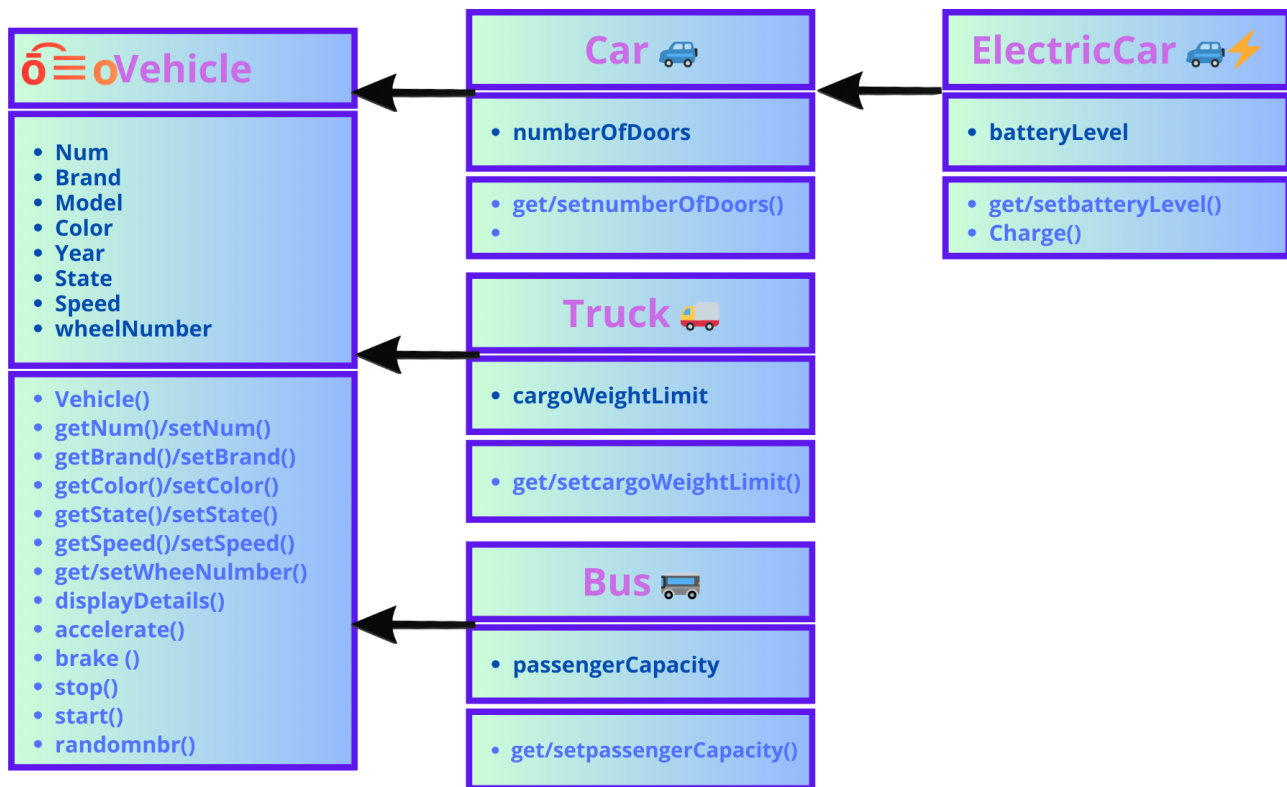 Vehicle
Num
Brand
Model
Color
Year
State
Speed
wheelNumber
Vehicle()
getNum()/setNum()
getBrand()/setBrand()
getColor()/setColor()
getState()/setState()
getSpeed()/setSpeed()
get/setWheeNulmber()
displayDetails()
accelerate()
brake ()
stop()
start()
randomnbr()
Car
numberOfDoors
get/setnumberOfDoors()
Truck
cargoWeightLimit
get/setcargoWeightLimit()
Bus
passengerCapacity
get/setpassengerCapacity()
ElectricCar
batteryLevel
get/setbatteryLevel()
Charge()